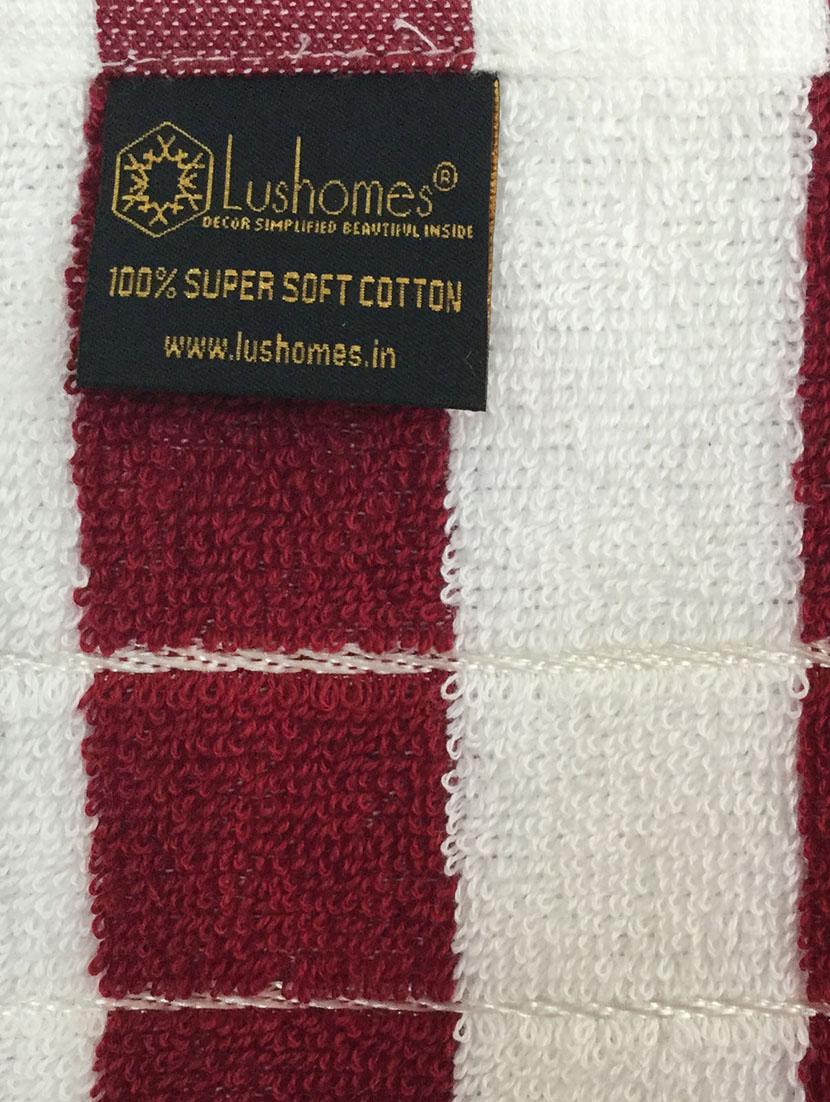 Lushomes®
DECOR SIMPLIFIED BEAUTIFUL INSIDE
100% SUPER SOFT COTTON
www.lushomes.in